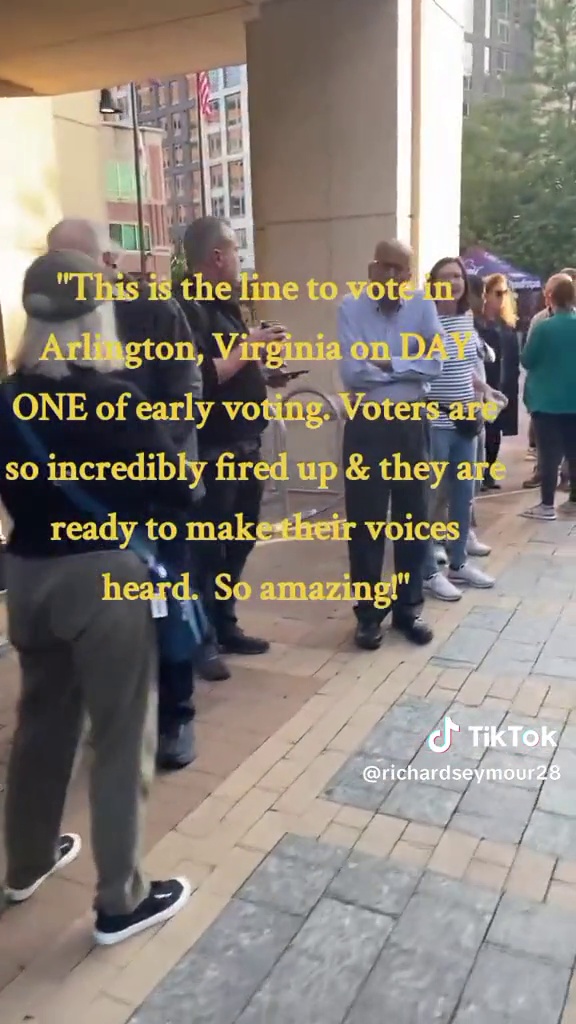 "This is the line to vote in
Arlington, Virginia on DAY
ONE of early voting. Voters are
so incredibly fired up & they are
ready to make their voices
heard. So amazing!"
TikTok
@richardseymour28